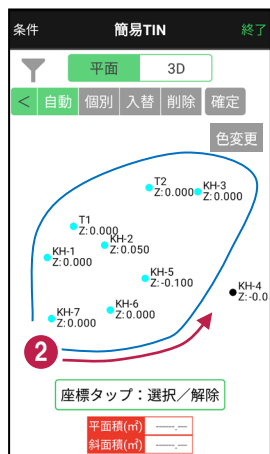 条件 簡易TIN 終了
平面 3D
< 自動 個別 入替 削除 確定
色変更
T2
Z:0.000
KH-3
Z:0.000
T1
Z:0.000
KH-2
Z:0.050
KH-1
Z:0.000
KH-5
Z:-0.100
KH-4
Z:-0.0
KH-6
Z:0.000
KH-7
Z:0.000
2
座標タップ：選択／解除
平面積(㎡) -----.---
斜面積(㎡) -----.---